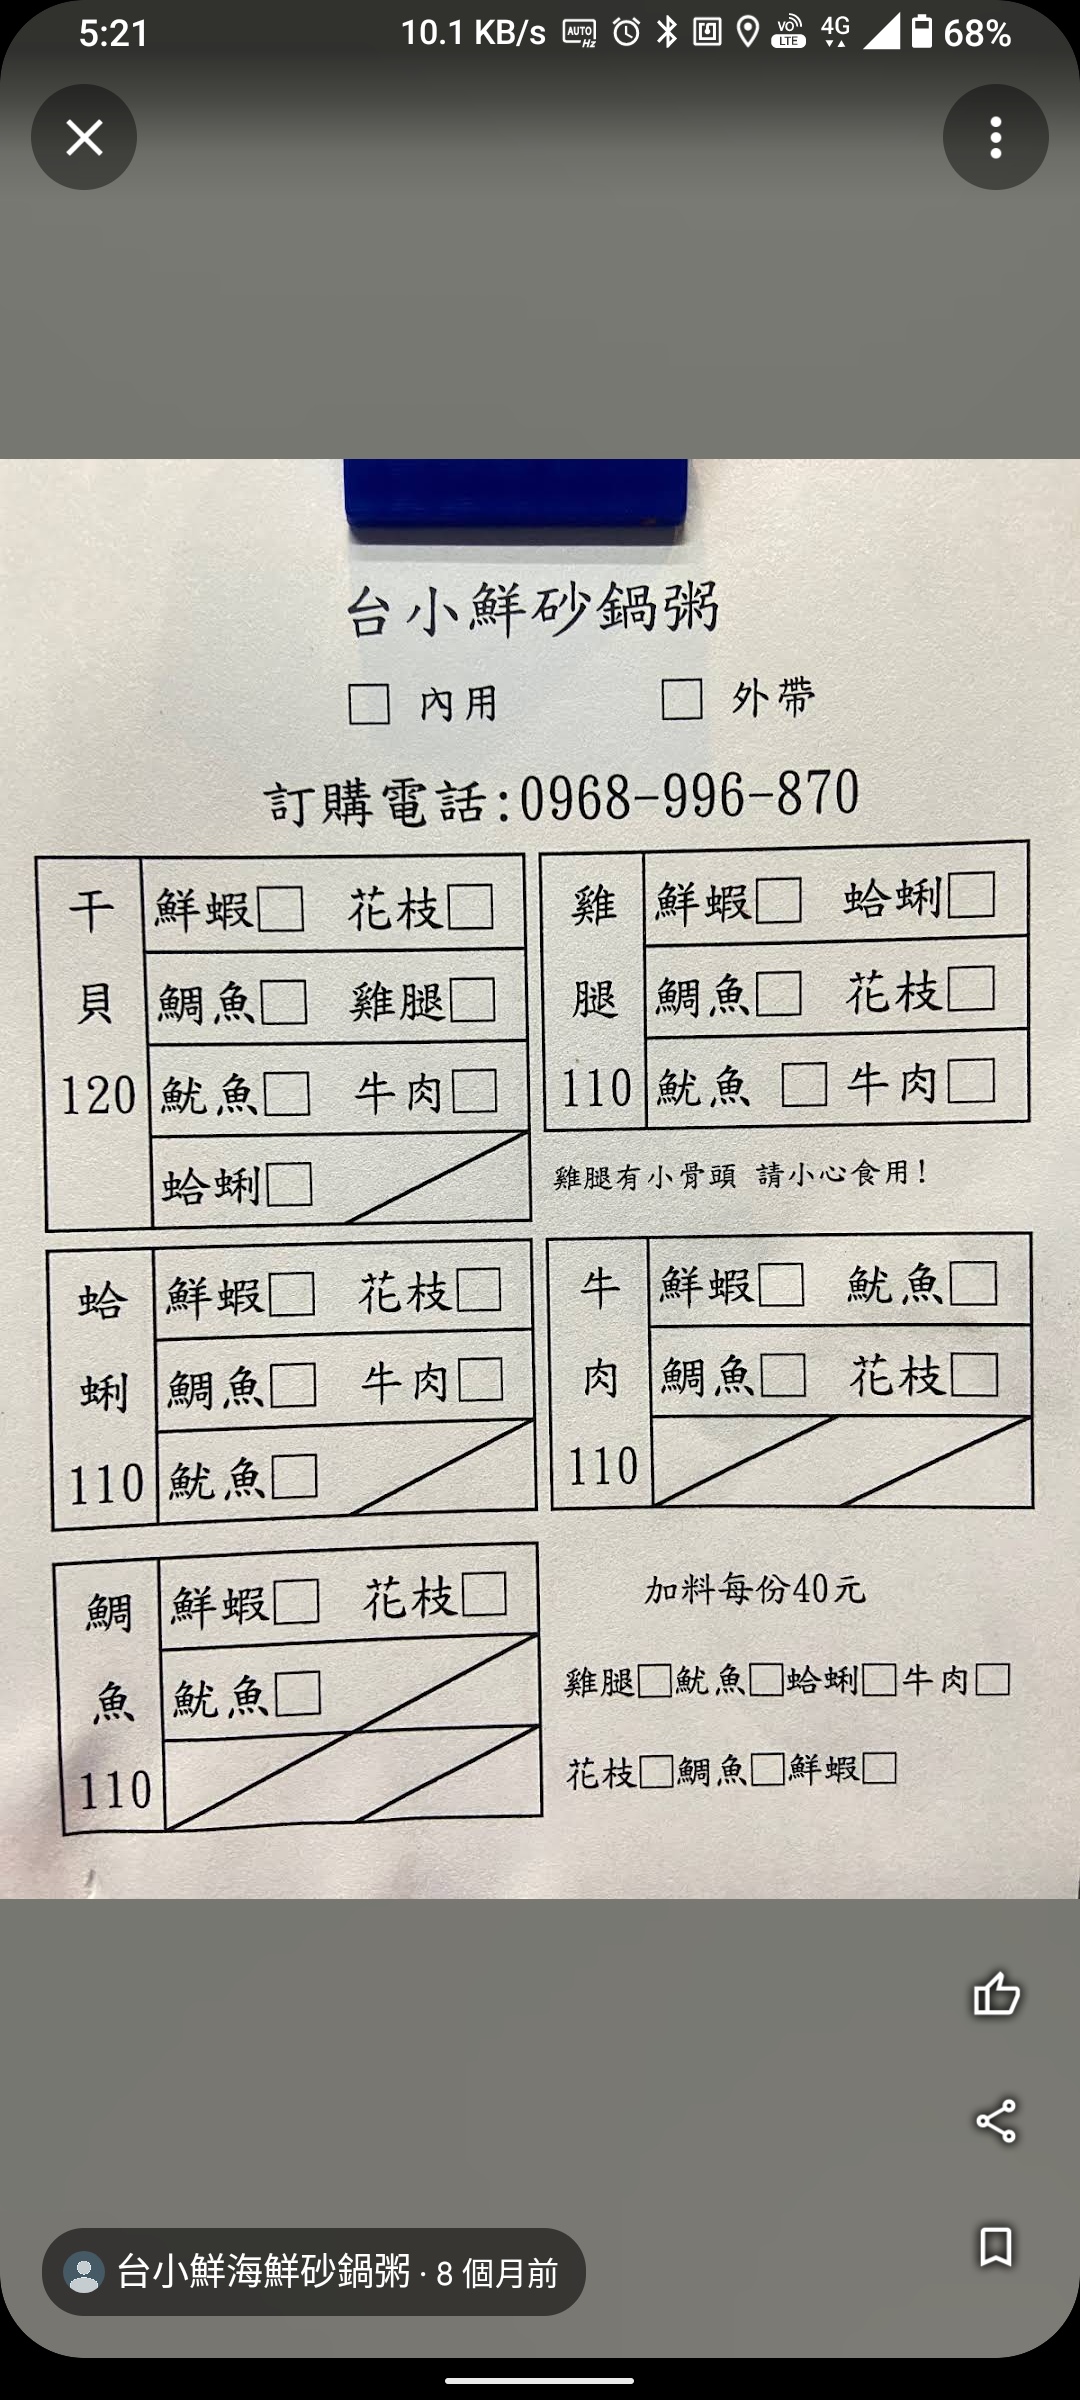 5:21 10.1 KB/s AUTO Hz VO LTE 4G 68%
台小鮮砂鍋粥
□ 內用 □ 外帶
訂購電話:0968-996-870
干貝120
鮮蝦□ 花枝□
鯛魚□ 雞腿□
魷魚□ 牛肉□
蛤蜊□
雞腿110
鮮蝦□ 蛤蜊□
鯛魚□ 花枝□
魷魚□ 牛肉□
雞腿有小骨頭 請小心食用!
蛤蜊110
鮮蝦□ 花枝□
鯛魚□ 牛肉□
魷魚□
牛肉110
鮮蝦□ 魷魚□
鯛魚□ 花枝□
鯛魚110
鮮蝦□ 花枝□
魷魚□
加料每份40元
雞腿□魷魚□蛤蜊□牛肉□
花枝□鯛魚□鮮蝦□
台小鮮海鮮砂鍋粥 · 8 個月前